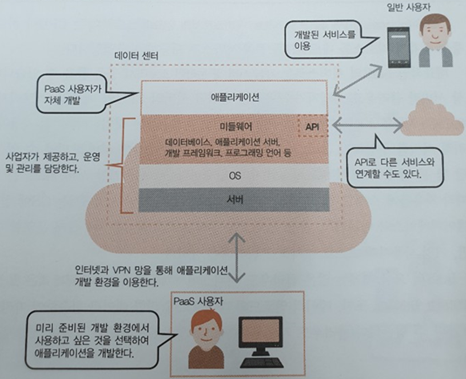 일반 사용자
개발된 서비스를
이용
데이터 센터
PaaS 사용자가
자체 개발
애플리케이션
미들웨어
API
데이터베이스, 애플리케이션 서버,
개발 프레임워크, 프로그래밍 언어 등
사업자가 제공하고, 운영
및 관리를 담당한다.
API로 다른 서비스와
연계할 수도 있다.
OS
서버
인터넷과 VPN 망을 통해 애플리케이션
개발 환경을 이용한다.
PaaS 사용자
미리 준비된 개발 환경에서
사용하고 싶은 것을 선택하여
애플리케이션을 개발한다.